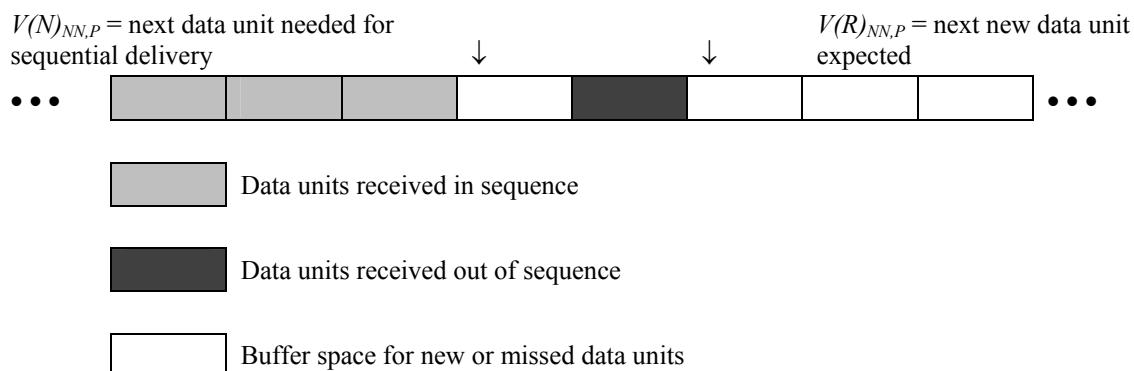 V(N)NN,P = next data unit needed for
sequential delivery
↓
↓
V(R)NN,P = next new data unit
expected
•••
•••
Data units received in sequence
Data units received out of sequence
Buffer space for new or missed data units